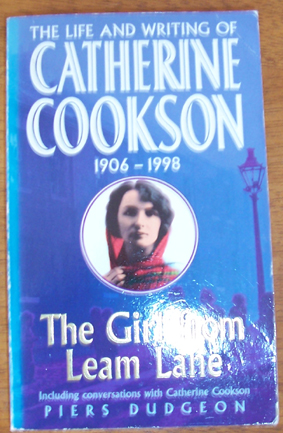 THE LIFE AND WRITING OF
CATHERINE
COOKSON
1906 - 1998
The Girl from
Leam Lane
Including conversations with Catherine Cookson
PIERS DUDGEON